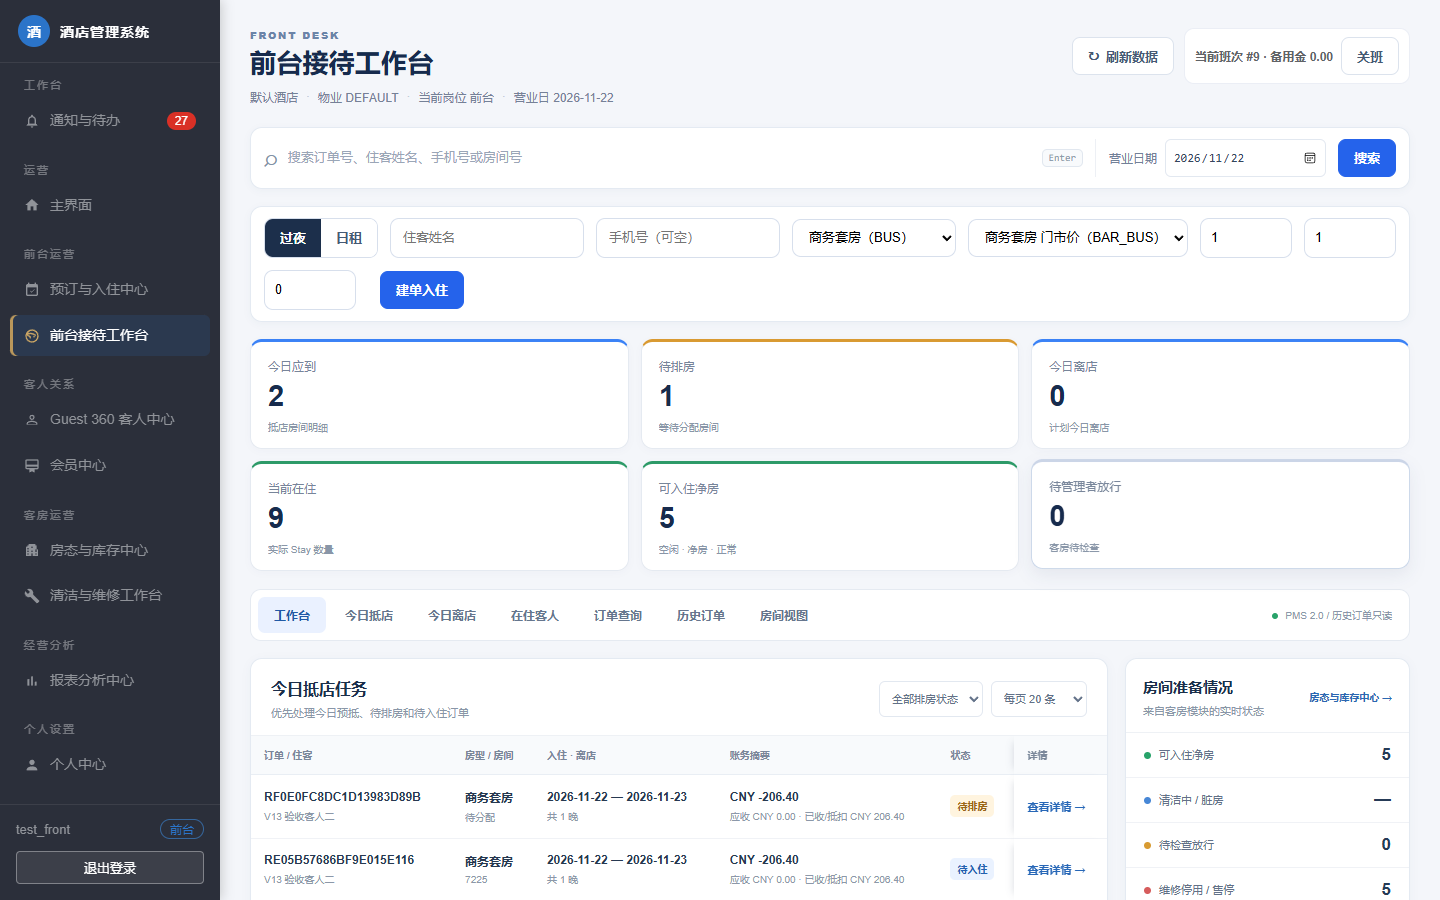 酒 酒店管理系统
工作台
通知与待办 27
运营
主界面
前台运营
预订与入住中心
前台接待工作台
客人关系
Guest 360 客人中心
会员中心
客房运营
房态与库存中心
清洁与维修工作台
经营分析
报表分析中心
个人设置
个人中心
test_front 前台
退出登录
FRONT DESK
前台接待工作台
默认酒店 · 物业 DEFAULT · 当前岗位 前台 · 营业日 2026-11-22
↻ 刷新数据
当前班次 #9 · 备用金 0.00 关班
搜索订单号、住客姓名、手机号或房间号 Enter 营业日期 2026/11/22 搜索
过夜 日租 住客姓名 手机号（可空） 商务套房（BUS） 商务套房 门市价（BAR_BUS） 1 1
0 建单入住
今日应到
2
抵店房间明细
待排房
1
等待分配房间
今日离店
0
计划今日离店
当前在住
9
实际 Stay 数量
可入住净房
5
空闲 · 净房 · 正常
待管理者放行
0
客房待检查
工作台 今日抵店 今日离店 在住客人 订单查询 历史订单 房间视图 PMS 2.0 / 历史订单只读
今日抵店任务
优先处理今日预抵、待排房和待入住订单
全部排房状态 每页 20 条
订单 / 住客 房型 / 房间 入住 · 离店 账务摘要 状态 详情
RF0E0FC8DC1D13983D89B 商务套房 2026-11-22 — 2026-11-23 CNY -206.40 待排房 查看详情 →
V13 验收客人二 待分配 共 1 晚 应收 CNY 0.00 · 已收/抵扣 CNY 206.40
RE05B57686BF9E015E116 商务套房 2026-11-22 — 2026-11-23 CNY -206.40 待入住 查看详情 →
V13 验收客人二 7225 共 1 晚 应收 CNY 0.00 · 已收/抵扣 CNY 206.40
房间准备情况
来自客房模块的实时状态
房态与库存中心 →
可入住净房 5
清洁中 / 脏房 —
待检查放行 0
维修停用 / 售停 5